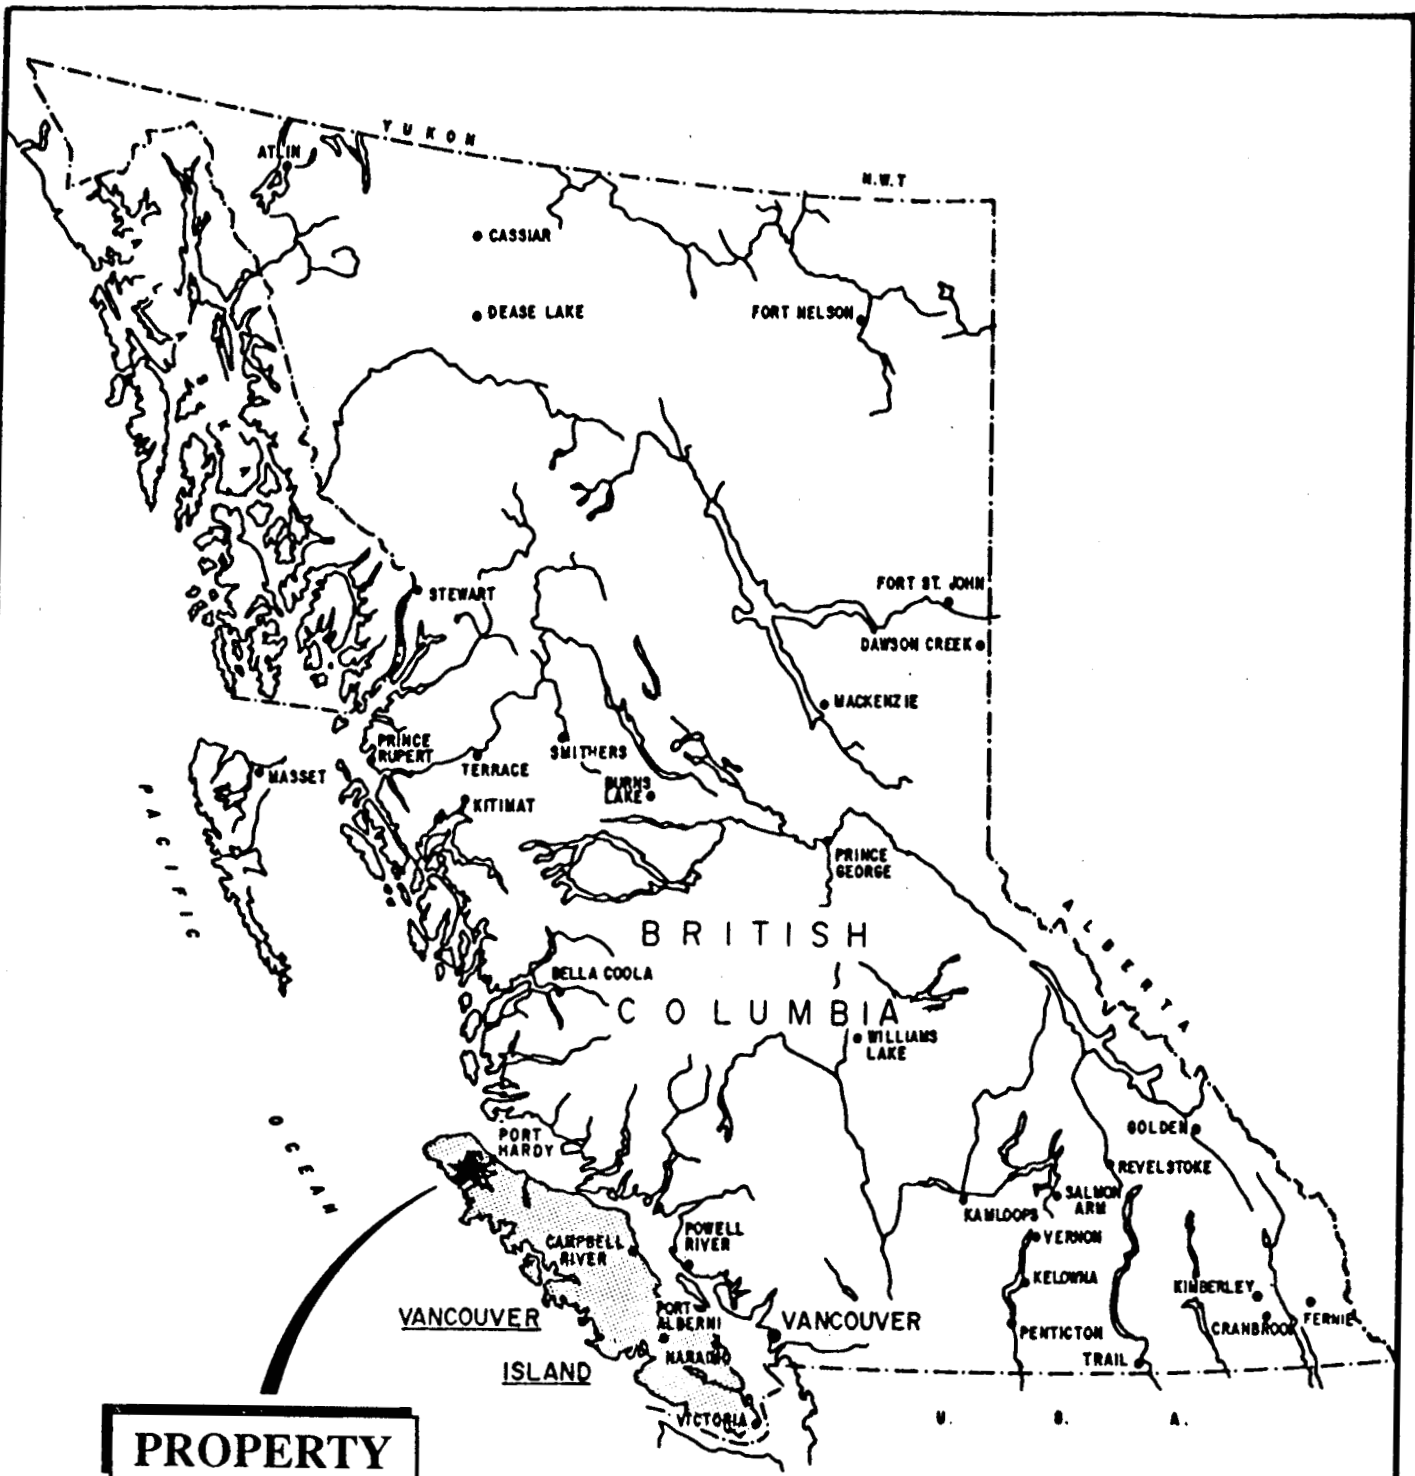 YUKON
N.W.T
ATLIN
CASSIAR
DEASE LAKE
FORT NELSON
STEWART
FORT ST. JOHN
DAWSON CREEK
MACKENZIE
PRINCE
RUPERT
TERRACE
SMITHERS
MASSET
BURNS
LAKE
KITIMAT
PACIFIC
PRINCE
GEORGE
ALBERTA
BRITISH
COLUMBIA
BELLA COOLA
WILLIAMS
LAKE
OCEAN
PORT
HARDY
GOLDEN
REVELSTOKE
SALMON
ARM
KAMLOOPS
VERNON
POWELL
RIVER
CAMPBELL
RIVER
KELOWNA
KIMBERLEY
FERNIE
CRANBROOK
PENTICTON
TRAIL
PORT
ALBERNI
VANCOUVER
VANCOUVER
ISLAND
NANAIMO
VICTORIA
U. S. A.
PROPERTY